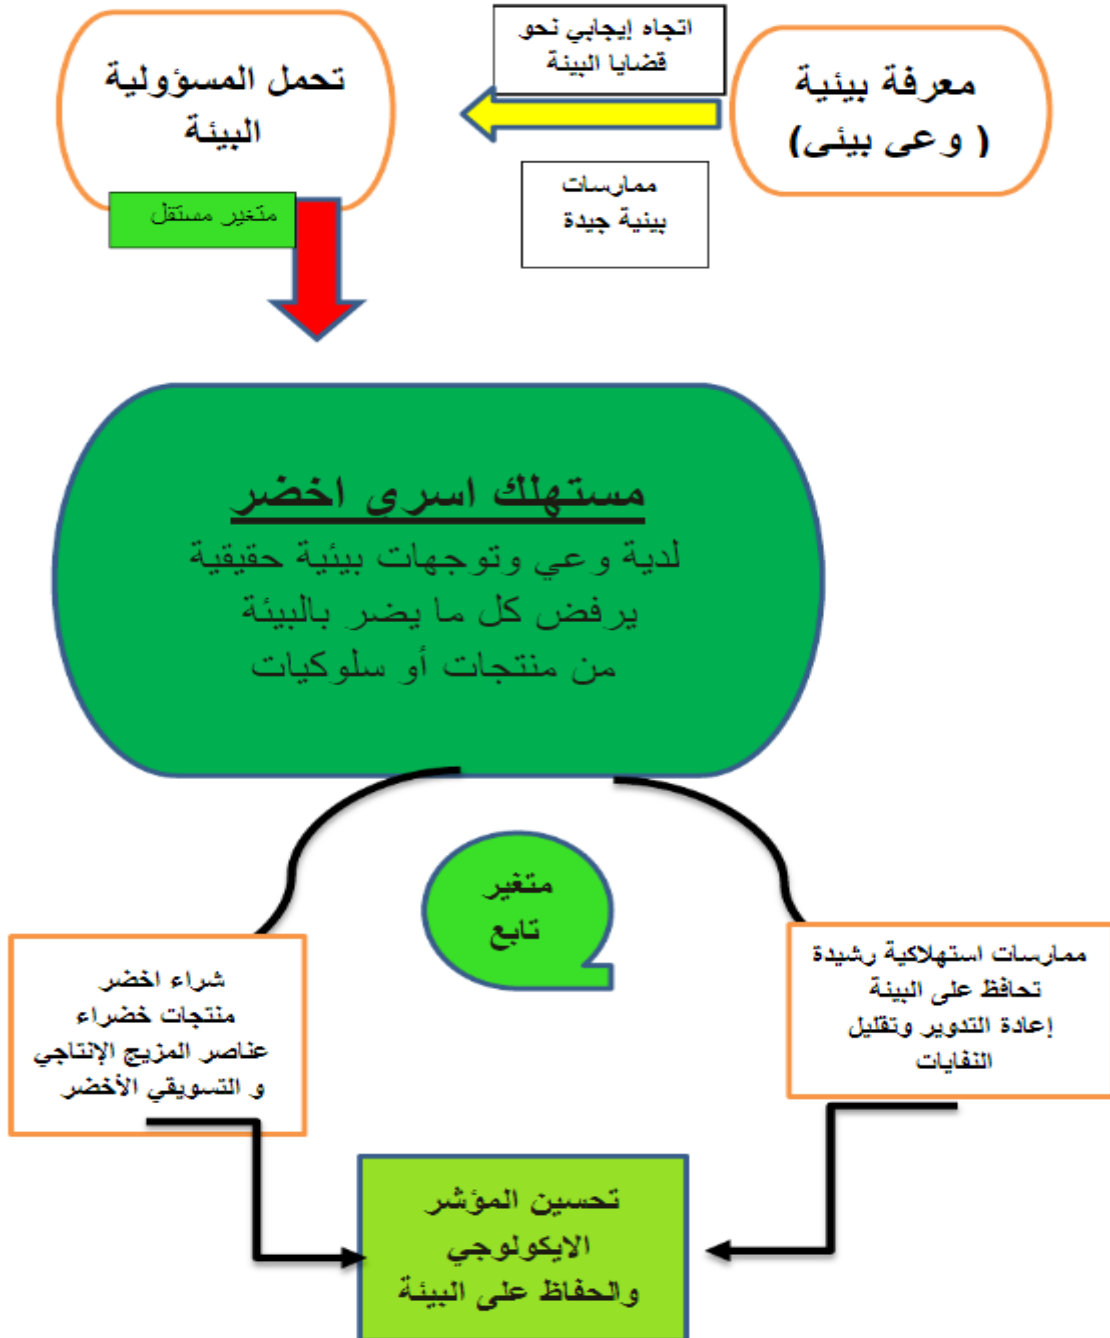 معرفة بيئية
( وعى بيئى)
اتجاه إيجابي نحو
قضايا البيئة
ممارسات
بيئية جيدة
تحمل المسؤولية
البيئة
متغير مستقل
مستهلك اسري اخضر
لدية وعي وتوجهات بيئية حقيقية
يرفض كل ما يضر بالبيئة
من منتجات أو سلوكيات
متغير
تابع
ممارسات استهلاكية رشيدة
تحافظ على البيئة
إعادة التدوير وتقليل
النفايات
شراء اخضر
منتجات خضراء
عناصر المزيج الإنتاجي
و التسويقي الأخضر
تحسين المؤشر
الايكولوجي
والحفاظ على البيئة